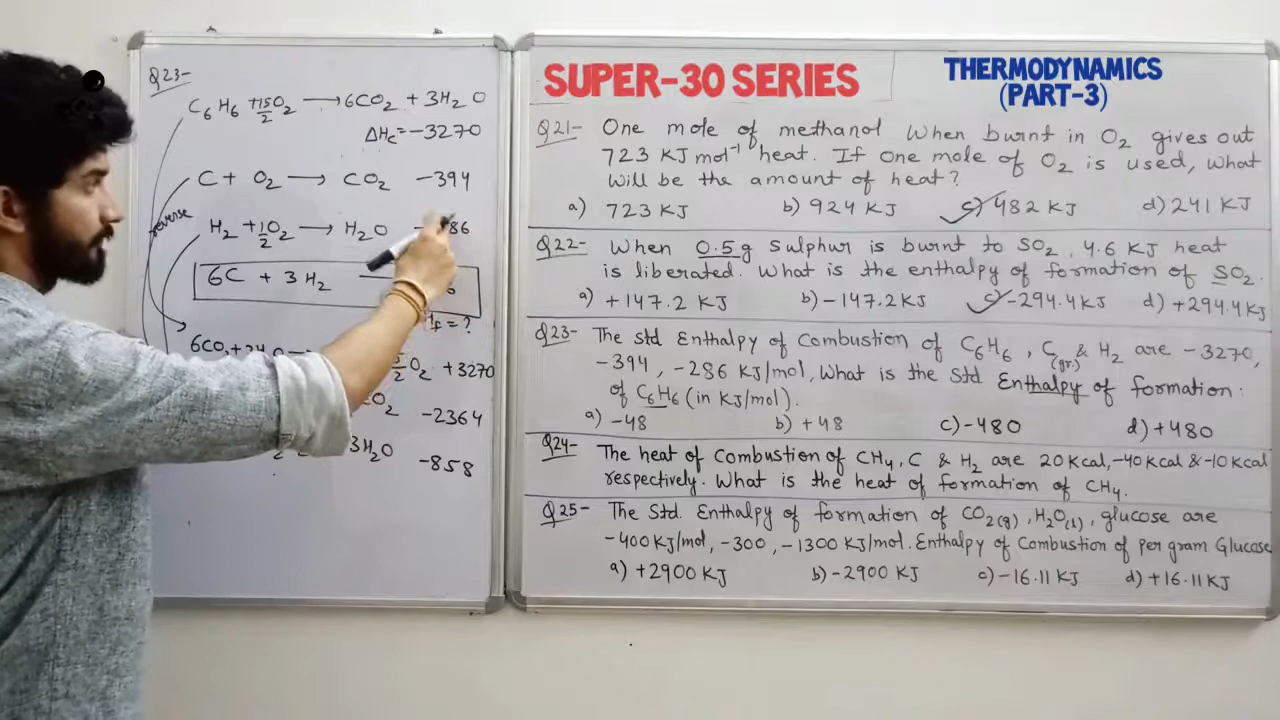 Q23-
C6H6 + 15/2 O2 → 6CO2 + 3H2O
ΔHc = -3270
C + O2 → CO2 -394
reverse
H2 + 1/2 O2 → H2O 86
6C + 3H2
= ?
6CO2 + O2 +3270
-2364
3H2O -858
SUPER-30 SERIES
THERMODYNAMICS
(PART-3)
Q21- One mole of methanol when burnt in O2 gives out
723 KJ mol⁻¹ heat. If one mole of O2 is used, what
will be the amount of heat?
a) 723 KJ b) 924 KJ c) 482 KJ d) 241 KJ
Q22- When 0.5g Sulphur is burnt to SO2, 4.6 KJ heat
is liberated. What is the enthalpy of formation of SO2.
a) +147.2 KJ b) -147.2 KJ c) -294.4 KJ d) +294.4 KJ
Q23- The std Enthalpy of Combustion of C6H6, C(gr.) & H2 are -3270,
-394, -286 KJ/mol, What is the Std Enthalpy of formation:
of C6H6 (in KJ/mol).
a) -48 b) +48 c) -480 d) +480
Q24- The heat of Combustion of CH4, C & H2 are 20 Kcal, -40 Kcal & -10 Kcal
respectively. What is the heat of formation of CH4.
Q25- The Std. Enthalpy of formation of CO2(g), H2O(l), glucose are
-400 KJ/mol, -300, -1300 KJ/mol. Enthalpy of Combustion of per gram Glucose
a) +2900 KJ b) -2900 KJ c) -16.11 KJ d) +16.11 KJ